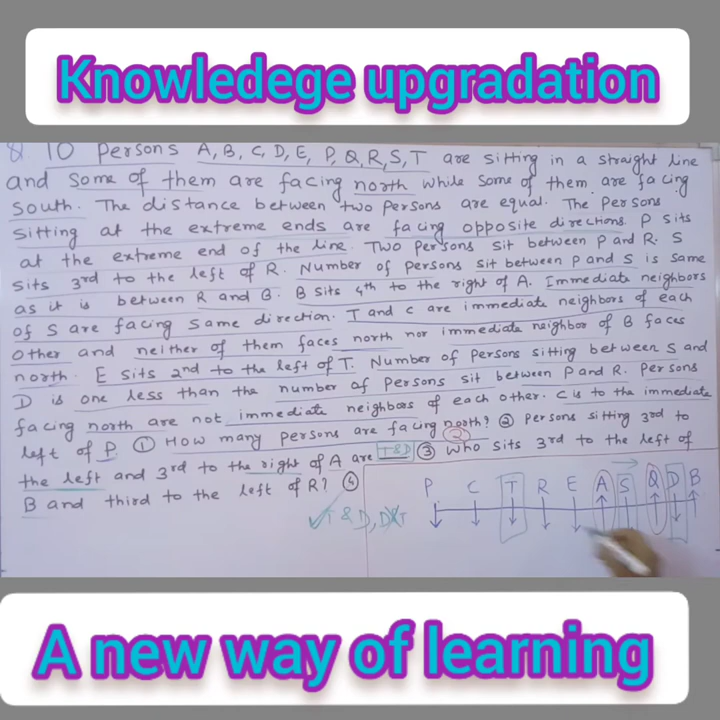 Knowledege upgradation
Q 10 persons A, B, C, D, E, P, Q, R, S, T are sitting in a straight line
and some of them are facing north while some of them are facing
south. The distance between two persons are equal. The persons
sitting at the extreme ends are facing opposite directions. P sits
at the extreme end of the line. Two persons sit between P and R. S
sits 3rd to the left of R. Number of persons sit between P and S is same
as it is between R and B. B sits 4th to the right of A. Immediate neighbors
of S are facing same direction. T and C are immediate neighbors of each
other and neither of them faces north nor immediate neighbor of B faces
north. E sits 2nd to the left of T. Number of persons sitting between S and
D is one less than the number of persons sit between P and R. Persons
facing north are not immediate neighbors of each other. C is to the immediate
left of P. ① How many persons are facing north? ② Persons sitting 3rd to
②
the left and 3rd to the right of A are T&D ③ who sits 3rd to the left of
B and third to the left of R? ④
P C T R E A S Q D B
T & D, D&T
A new way of learning